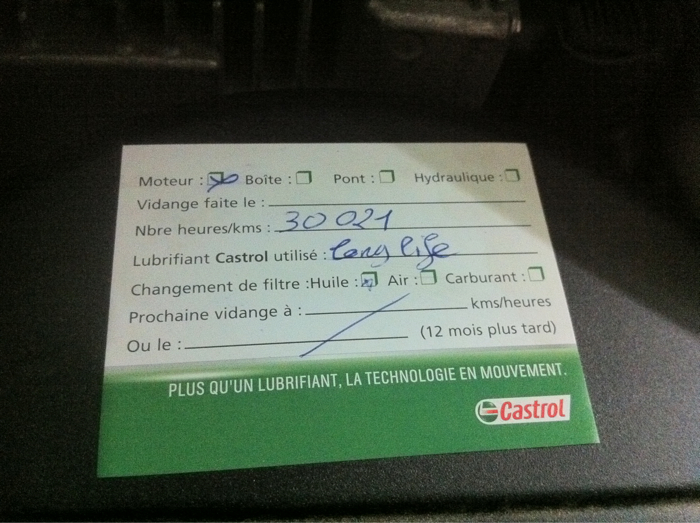 Moteur : Boîte : Pont : Hydraulique :
Vidange faite le :
Nbre heures/kms : 30 021
Lubrifiant Castrol utilisé : long life
Changement de filtre :Huile : Air : Carburant :
Prochaine vidange à : kms/heures
Ou le : (12 mois plus tard)
PLUS QU'UN LUBRIFIANT, LA TECHNOLOGIE EN MOUVEMENT.
Castrol